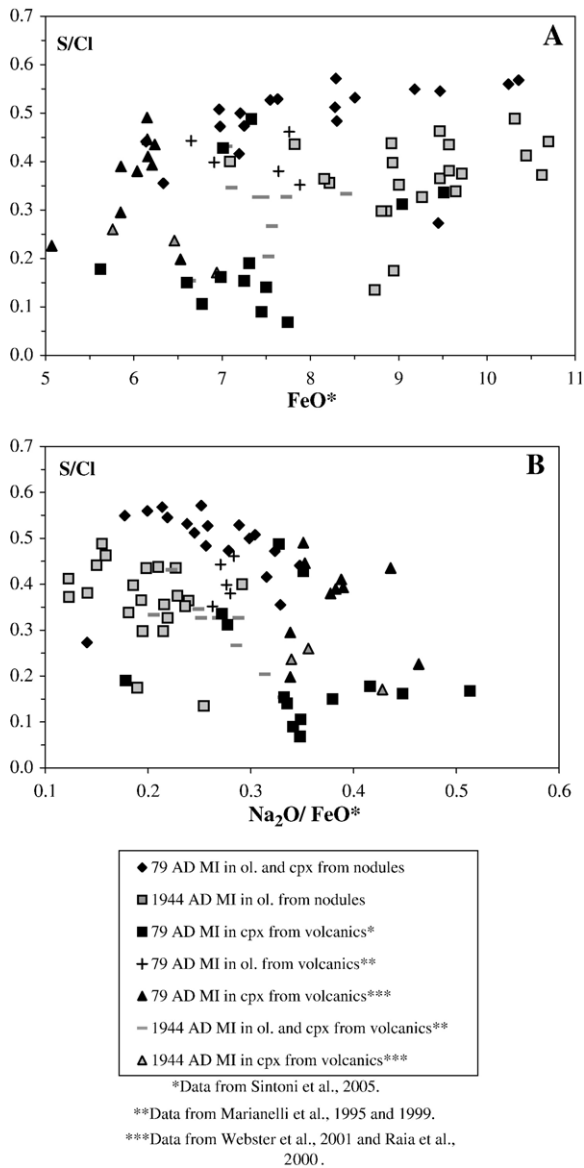 0.7
S/Cl
A
0.6
0.5
0.4
0.3
0.2
0.1
0.0
5 6 7 8 9 10 11
FeO*
0.7
S/Cl
B
0.6
0.5
0.4
0.3
0.2
0.1
0.0
0.1 0.2 0.3 0.4 0.5 0.6
Na₂O/ FeO*
79 AD MI in ol. and cpx from nodules
1944 AD MI in ol. from nodules
79 AD MI in cpx from volcanics*
79 AD MI in ol. from volcanics**
79 AD MI in cpx from volcanics***
1944 AD MI in ol. and cpx from volcanics**
1944 AD MI in cpx from volcanics***
*Data from Sintoni et al., 2005.
**Data from Marianelli et al., 1995 and 1999.
***Data from Webster et al., 2001 and Raia et al.,
2000.